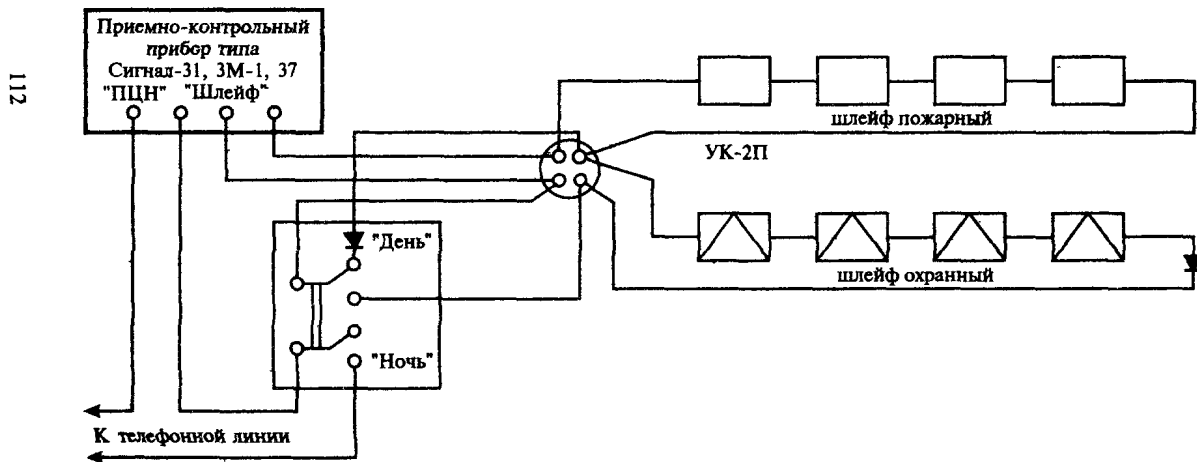 112
Приемно-контрольный
прибор типа
Сигнал-31, 3М-1, 37
"ПЦН" "Шлейф"
шлейф пожарный
УК-2П
"День"
шлейф охранный
"Ночь"
К телефонной линии